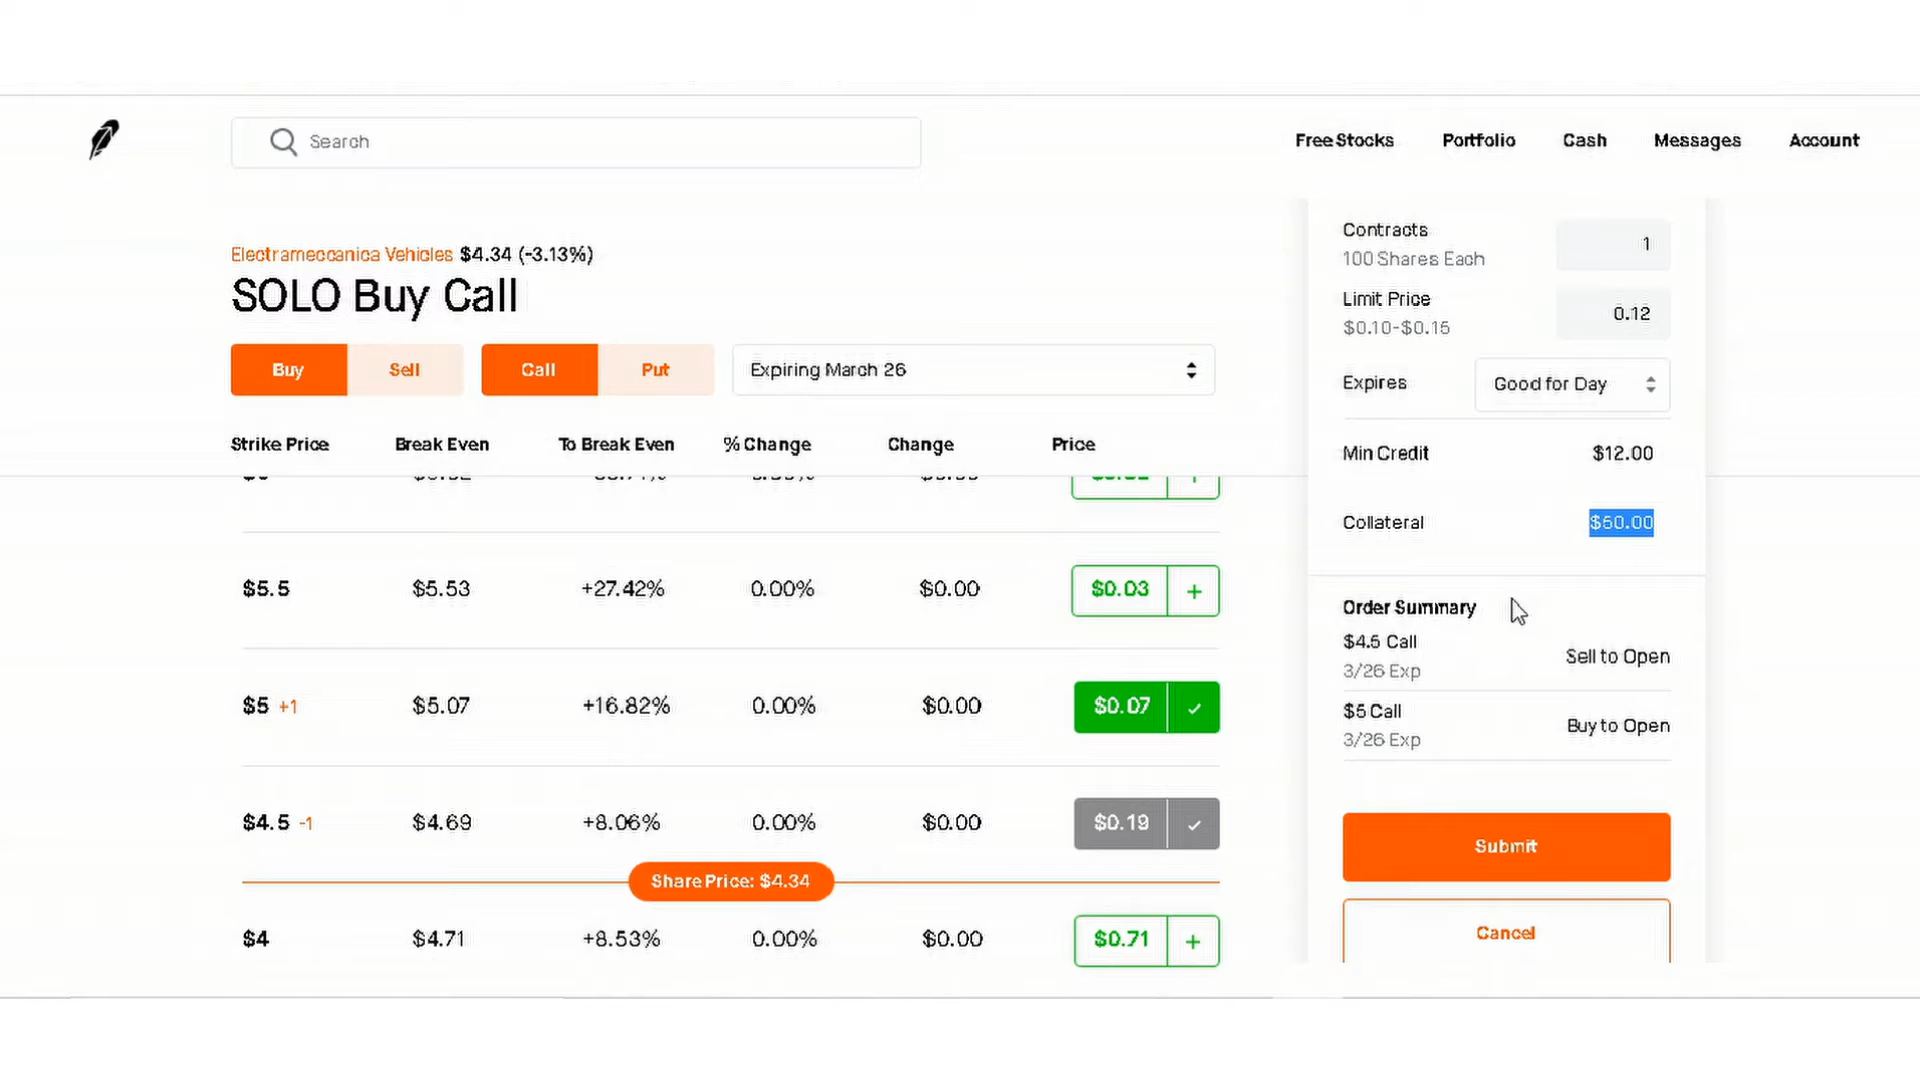 Search
Free Stocks Portfolio Cash Messages Account
Electrameccanica Vehicles $4.34 (-3.13%)
SOLO Buy Call
Buy Sell Call Put Expiring March 26
Strike Price Break Even To Break Even % Change Change Price
$5.5 $5.53 +27.42% 0.00% $0.00 $0.03 +
$5 +1 $5.07 +16.82% 0.00% $0.00 $0.07
$4.5 -1 $4.69 +8.06% 0.00% $0.00 $0.19
Share Price: $4.34
$4 $4.71 +8.53% 0.00% $0.00 $0.71 +
Contracts 1
100 Shares Each
Limit Price 0.12
$0.10-$0.15
Expires Good for Day
Min Credit $12.00
Collateral $50.00
Order Summary
$4.5 Call Sell to Open
3/26 Exp
$5 Call Buy to Open
3/26 Exp
Submit
Cancel